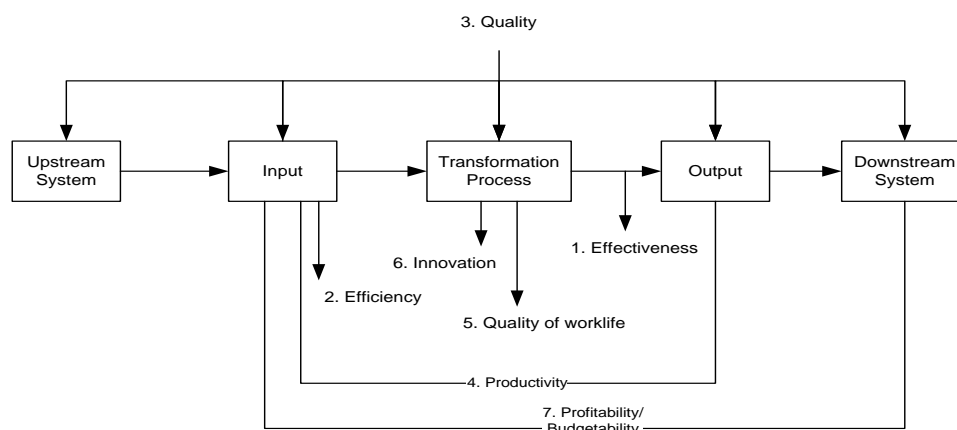 3. Quality
Upstream
System
Input
Transformation
Process
Output
Downstream
System
1. Effectiveness
6. Innovation
2. Efficiency
5. Quality of worklife
4. Productivity
7. Profitability/
Budgetability